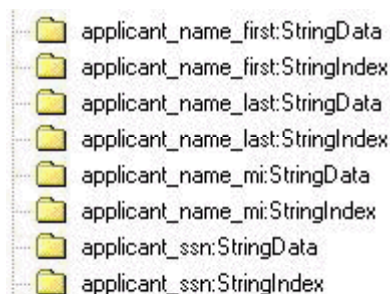 applicant_name_first:StringData
applicant_name_first:StringIndex
applicant_name_last:StringData
applicant_name_last:StringIndex
applicant_name_mi:StringData
applicant_name_mi:StringIndex
applicant_ssn:StringData
applicant_ssn:StringIndex